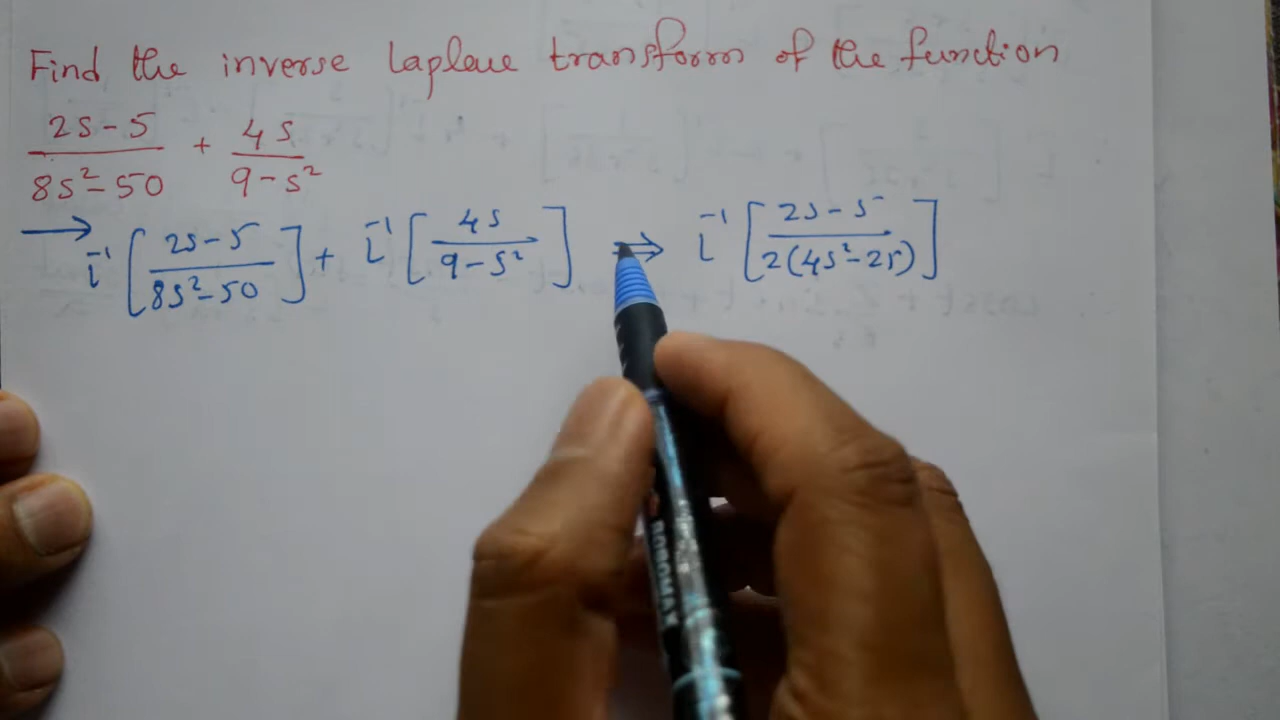 Find the inverse Laplace transform of the function
2s-5 / 8s²-50 + 4s / 9-s²
→ L⁻¹ [ 2s-5 / 8s²-50 ] + L⁻¹ [ 4s / 9-s² ] ⇒ L⁻¹ [ 2s-5 / 2(4s²-25) ]
ROBOMAX